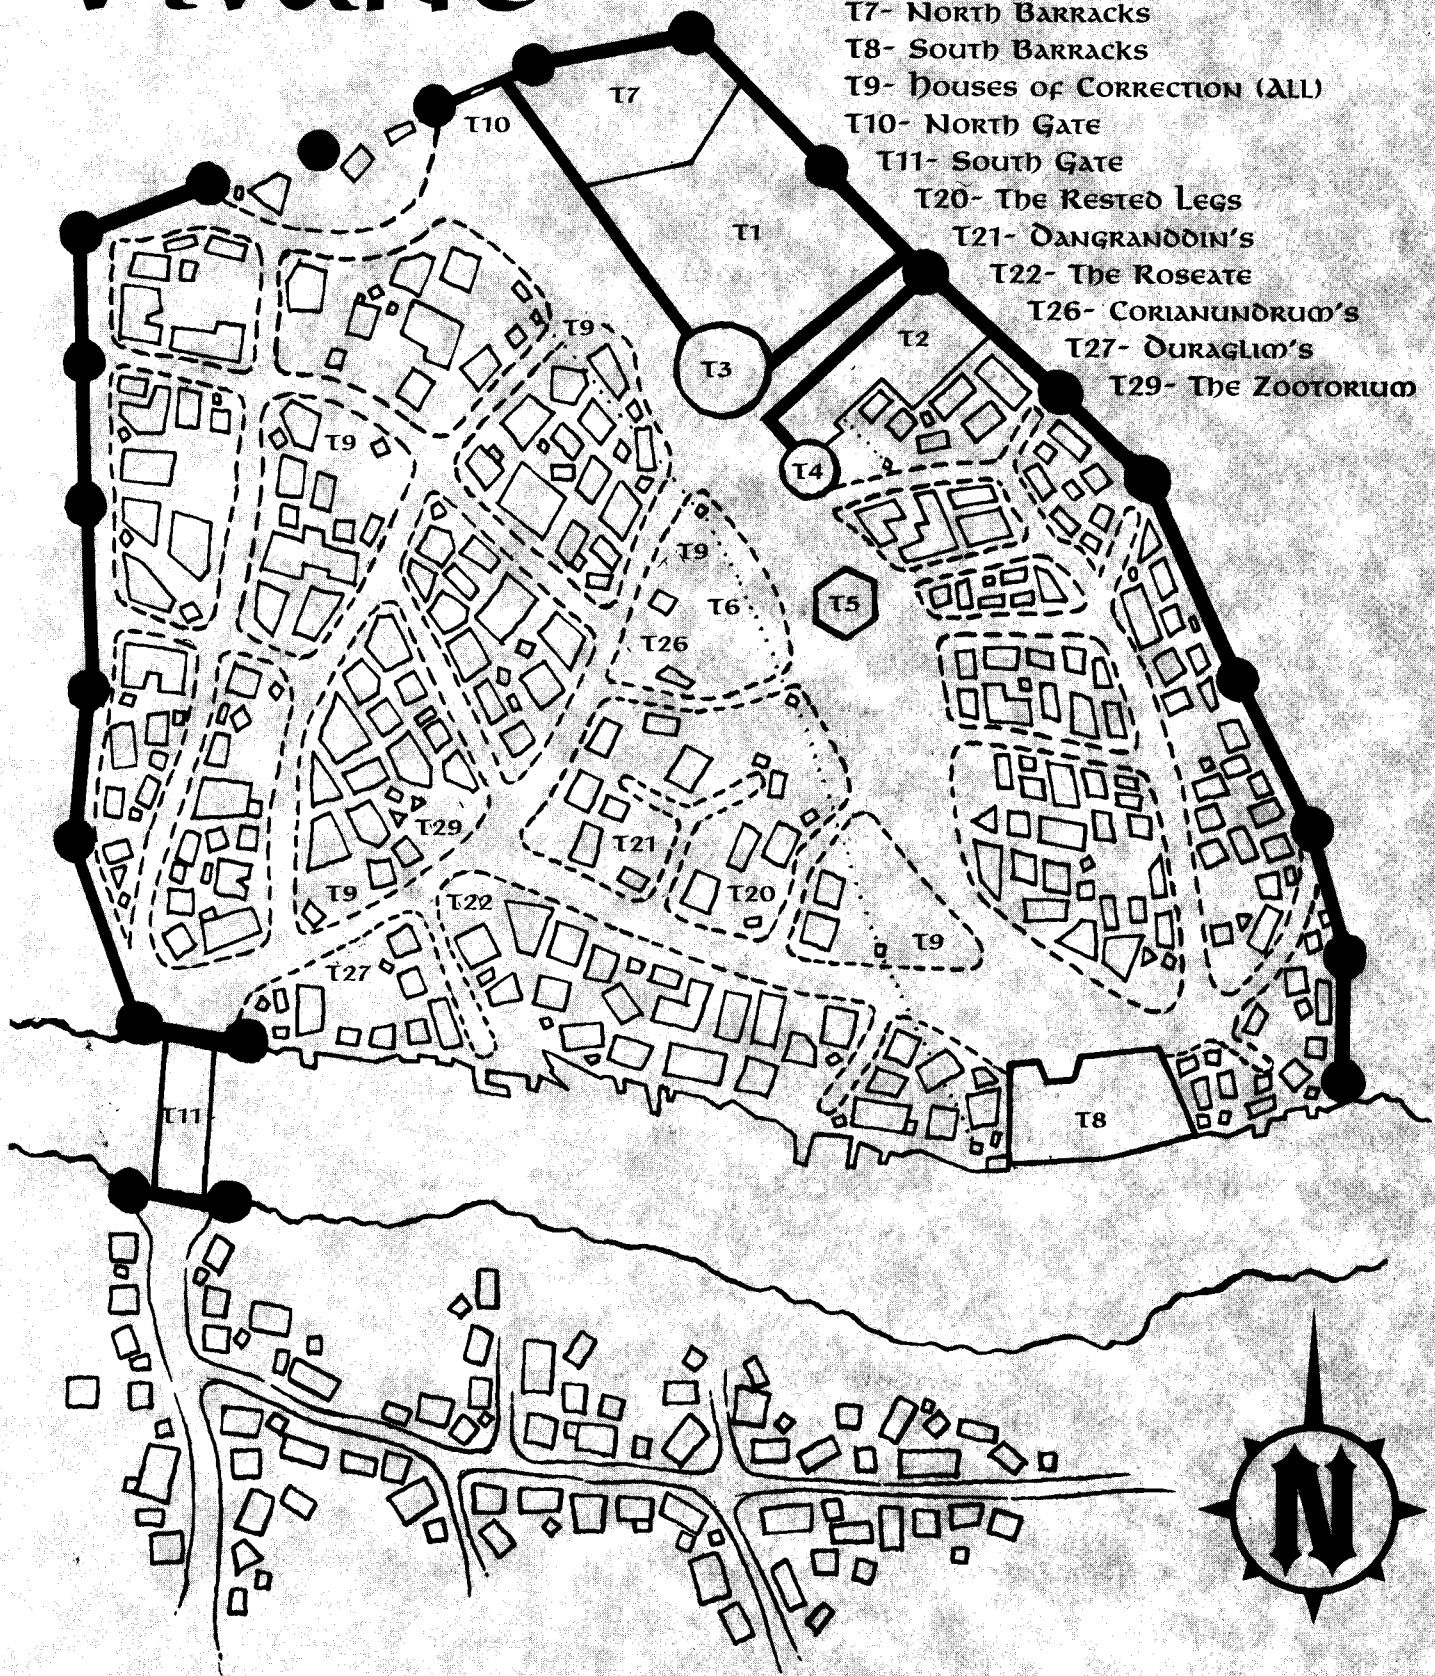 T7- North Barracks
T8- South Barracks
T9- Houses of Correction (All)
T10- North Gate
T11- South Gate
T20- The Rested Legs
T21- Dangranddin's
T22- The Roseate
T26- Corianundrum's
T27- Duraglim's
T29- The Zootorium
T7
T10
T1
T9
T2
T3
T9
T4
T9
T5
T6
T26
T29
T21
T9
T20
T22
T9
T27
T11
T8
N